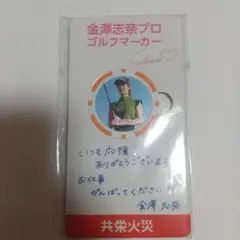 金澤志奈プロ
ゴルフマーカー
いつも応援
ありがとうございます
お仕事
がんばってください
金澤志奈
共栄火災